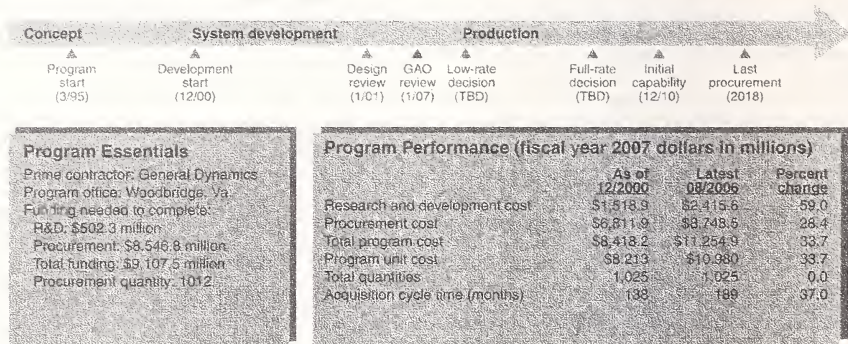 Concept System development Production
Program start (3/95)
Development start (12/00)
Design review (1/01)
GAO review (1/07)
Low-rate decision (TBD)
Full-rate decision (TBD)
Initial capability (12/10)
Last procurement (2018)
Program Essentials
Prime contractor: General Dynamics
Program office: Woodbridge, Va.
Funding needed to complete:
R&D: $502.3 million
Procurement: $8,546.8 million
Total funding: $9,107.5 million
Procurement quantity: 1012
Program Performance (fiscal year 2007 dollars in millions)
As of 12/2000 Latest 08/2006 Percent change
Research and development cost $1,518.9 $2,415.6 59.0
Procurement cost $6,811.9 $8,748.5 28.4
Total program cost $8,418.2 $11,254.9 33.7
Program unit cost $8.213 $10.980 33.7
Total quantities 1,025 1,025 0.0
Acquisition cycle time (months) 138 189 37.0